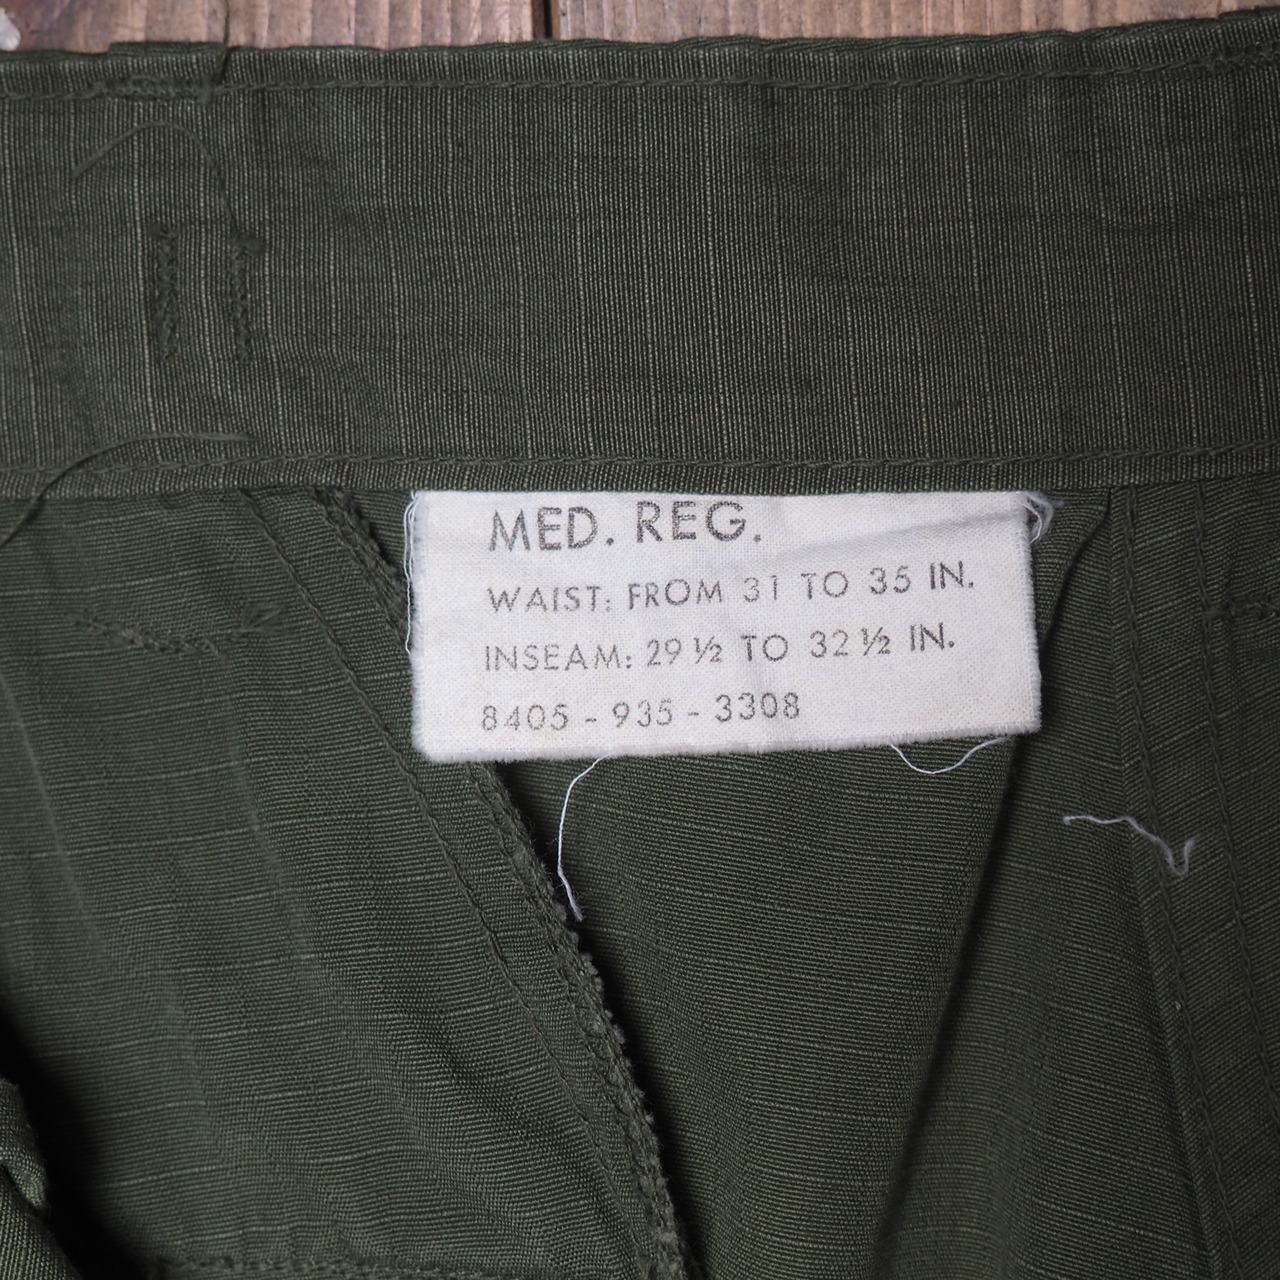 MED. REG.
WAIST: FROM 31 TO 35 IN.
INSEAM: 29 ½ TO 32 ½ IN.
8405 - 935 - 3308